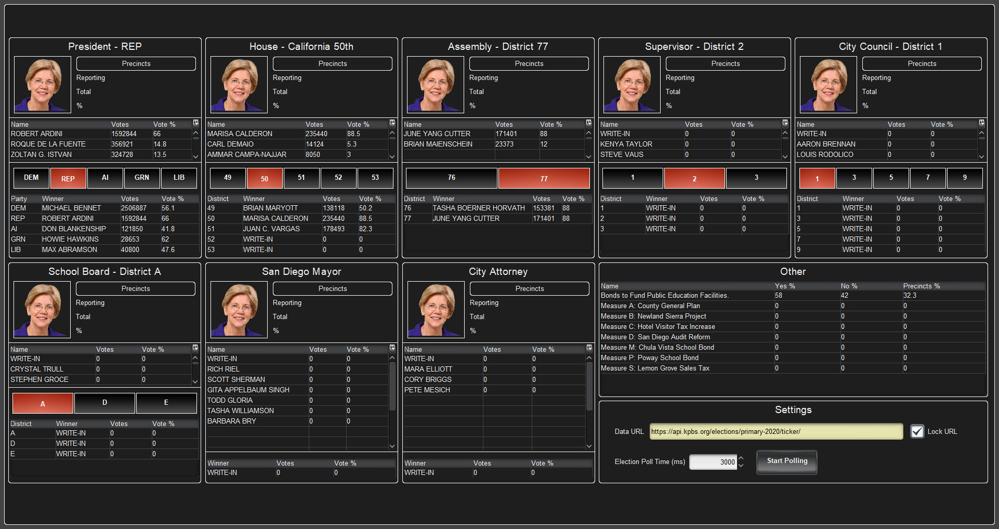 President - REP
Precincts
Reporting
Total
%
Name Votes Vote %
ROBERT ARDINI 1592844 66
ROQUE DE LA FUENTE 356921 14.8
ZOLTAN G. ISTVAN 324728 13.5
DEM REP AI GRN LIB
Party Winner Votes Vote %
DEM MICHAEL BENNET 2506887 56.1
REP ROBERT ARDINI 1592844 66
AI DON BLANKENSHIP 121850 41.8
GRN HOWIE HAWKINS 28653 62
LIB MAX ABRAMSON 40800 47.6
House - California 50th
Precincts
Reporting
Total
%
Name Votes Vote %
MARISA CALDERON 235440 88.5
CARL DEMAIO 14124 5.3
AMMAR CAMPA-NAJJAR 8050 3
49 50 51 52 53
District Winner Votes Vote %
49 BRIAN MARYOTT 138118 50.2
50 MARISA CALDERON 235440 88.5
51 JUAN C. VARGAS 178493 82.3
52 WRITE-IN 0 0
53 WRITE-IN 0 0
Assembly - District 77
Precincts
Reporting
Total
%
Name Votes Vote %
JUNE YANG CUTTER 171401 88
BRIAN MAIENSCHEIN 23373 12
76 77
District Winner Votes Vote %
76 TASHA BOERNER HORVATH 153381 88
77 JUNE YANG CUTTER 171401 88
Supervisor - District 2
Precincts
Reporting
Total
%
Name Votes Vote %
WRITE-IN 0 0
KENYA TAYLOR 0 0
STEVE VAUS 0 0
1 2 3
District Winner Votes Vote %
1 WRITE-IN 0 0
2 WRITE-IN 0 0
3 WRITE-IN 0 0
City Council - District 1
Precincts
Reporting
Total
%
Name Votes Vote %
WRITE-IN 0 0
AARON BRENNAN 0 0
LOUIS RODOLICO 0 0
1 3 5 7 9
District Winner Votes Vote %
1 WRITE-IN 0 0
3 WRITE-IN 0 0
5 WRITE-IN 0 0
7 WRITE-IN 0 0
9 WRITE-IN 0 0
School Board - District A
Precincts
Reporting
Total
%
Name Votes Vote %
WRITE-IN 0 0
CRYSTAL TRULL 0 0
STEPHEN GROCE 0 0
A D E
District Winner Votes Vote %
A WRITE-IN 0 0
D WRITE-IN 0 0
E WRITE-IN 0 0
San Diego Mayor
Precincts
Reporting
Total
%
Name Votes Vote %
WRITE-IN 0 0
RICH RIEL 0 0
SCOTT SHERMAN 0 0
GITA APPELBAUM SINGH 0 0
TODD GLORIA 0 0
TASHA WILLIAMSON 0 0
BARBARA BRY 0 0
Winner Votes Vote %
WRITE-IN 0 0
City Attorney
Precincts
Reporting
Total
%
Name Votes Vote %
WRITE-IN 0 0
MARA ELLIOTT 0 0
CORY BRIGGS 0 0
PETE MESICH 0 0
Winner Votes Vote %
WRITE-IN 0 0
Other
Name Yes % No % Precincts %
Bonds to Fund Public Education Facilities. 58 42 32.3
Measure A: County General Plan 0 0 0
Measure B: Newland Sierra Project 0 0 0
Measure C: Hotel Visitor Tax Increase 0 0 0
Measure D: San Diego Audit Reform 0 0 0
Measure M: Chula Vista School Bond 0 0 0
Measure P: Poway School Bond 0 0 0
Measure S: Lemon Grove Sales Tax 0 0 0
Settings
Data URL https://api.kpbs.org/elections/primary-2020/ticker/ Lock URL
Election Poll Time (ms) 3000 Start Polling